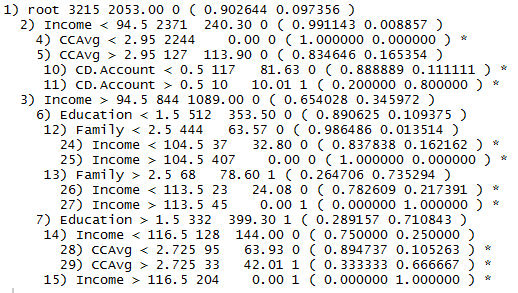 1) root 3215 2053.00 0 ( 0.902644 0.097356 )
2) Income < 94.5 2371 240.30 0 ( 0.991143 0.008857 )
4) CCAvg < 2.95 2244 0.00 0 ( 1.000000 0.000000 ) *
5) CCAvg > 2.95 127 113.90 0 ( 0.834646 0.165354 )
10) CD.Account < 0.5 117 81.63 0 ( 0.888889 0.111111 ) *
11) CD.Account > 0.5 10 10.01 1 ( 0.200000 0.800000 ) *
3) Income > 94.5 844 1089.00 0 ( 0.654028 0.345972 )
6) Education < 1.5 512 353.50 0 ( 0.890625 0.109375 )
12) Family < 2.5 444 63.57 0 ( 0.986486 0.013514 )
24) Income < 104.5 37 32.80 0 ( 0.837838 0.162162 ) *
25) Income > 104.5 407 0.00 0 ( 1.000000 0.000000 ) *
13) Family > 2.5 68 78.60 1 ( 0.264706 0.735294 )
26) Income < 113.5 23 24.08 0 ( 0.782609 0.217391 ) *
27) Income > 113.5 45 0.00 1 ( 0.000000 1.000000 ) *
7) Education > 1.5 332 399.30 1 ( 0.289157 0.710843 )
14) Income < 116.5 128 144.00 0 ( 0.750000 0.250000 )
28) CCAvg < 2.725 95 63.93 0 ( 0.894737 0.105263 ) *
29) CCAvg > 2.725 33 42.01 1 ( 0.333333 0.666667 ) *
15) Income > 116.5 204 0.00 1 ( 0.000000 1.000000 ) *